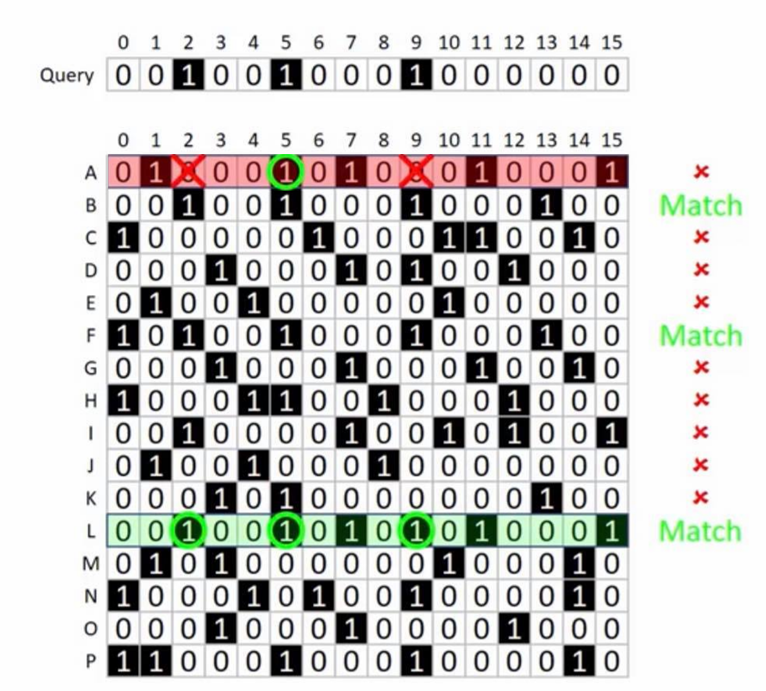 0 1 2 3 4 5 6 7 8 9 10 11 12 13 14 15
Query 0 0 1 0 0 1 0 0 0 1 0 0 0 0 0 0
0 1 2 3 4 5 6 7 8 9 10 11 12 13 14 15
A 0 1 0 0 0 1 0 1 0 0 0 1 0 0 0 1
B 0 0 1 0 0 1 0 0 0 1 0 0 0 1 0 0 Match
C 1 0 0 0 0 0 1 0 0 0 1 1 0 0 1 0
D 0 0 0 1 0 0 0 1 0 1 0 0 1 0 0 0
E 0 1 0 0 1 0 0 0 0 0 1 0 0 0 0 0
F 1 0 1 0 0 1 0 0 0 1 0 0 0 1 0 0 Match
G 0 0 0 1 0 0 0 1 0 0 0 1 0 0 1 0
H 1 0 0 0 1 1 0 0 1 0 0 0 1 0 0 0
I 0 0 1 0 0 0 0 1 0 0 1 0 1 0 0 1
J 0 1 0 0 1 0 0 0 1 0 0 0 0 0 0 0
K 0 0 0 1 0 1 0 0 0 0 0 0 0 1 0 0
L 0 0 1 0 0 1 0 1 0 1 0 1 0 0 0 1 Match
M 0 1 0 1 0 0 0 0 0 0 1 0 0 0 1 0
N 1 0 0 0 1 0 1 0 0 1 0 0 0 0 1 0
O 0 0 0 1 0 0 0 1 0 0 0 0 1 0 0 0
P 1 1 0 0 0 1 0 0 0 1 0 0 0 0 1 0